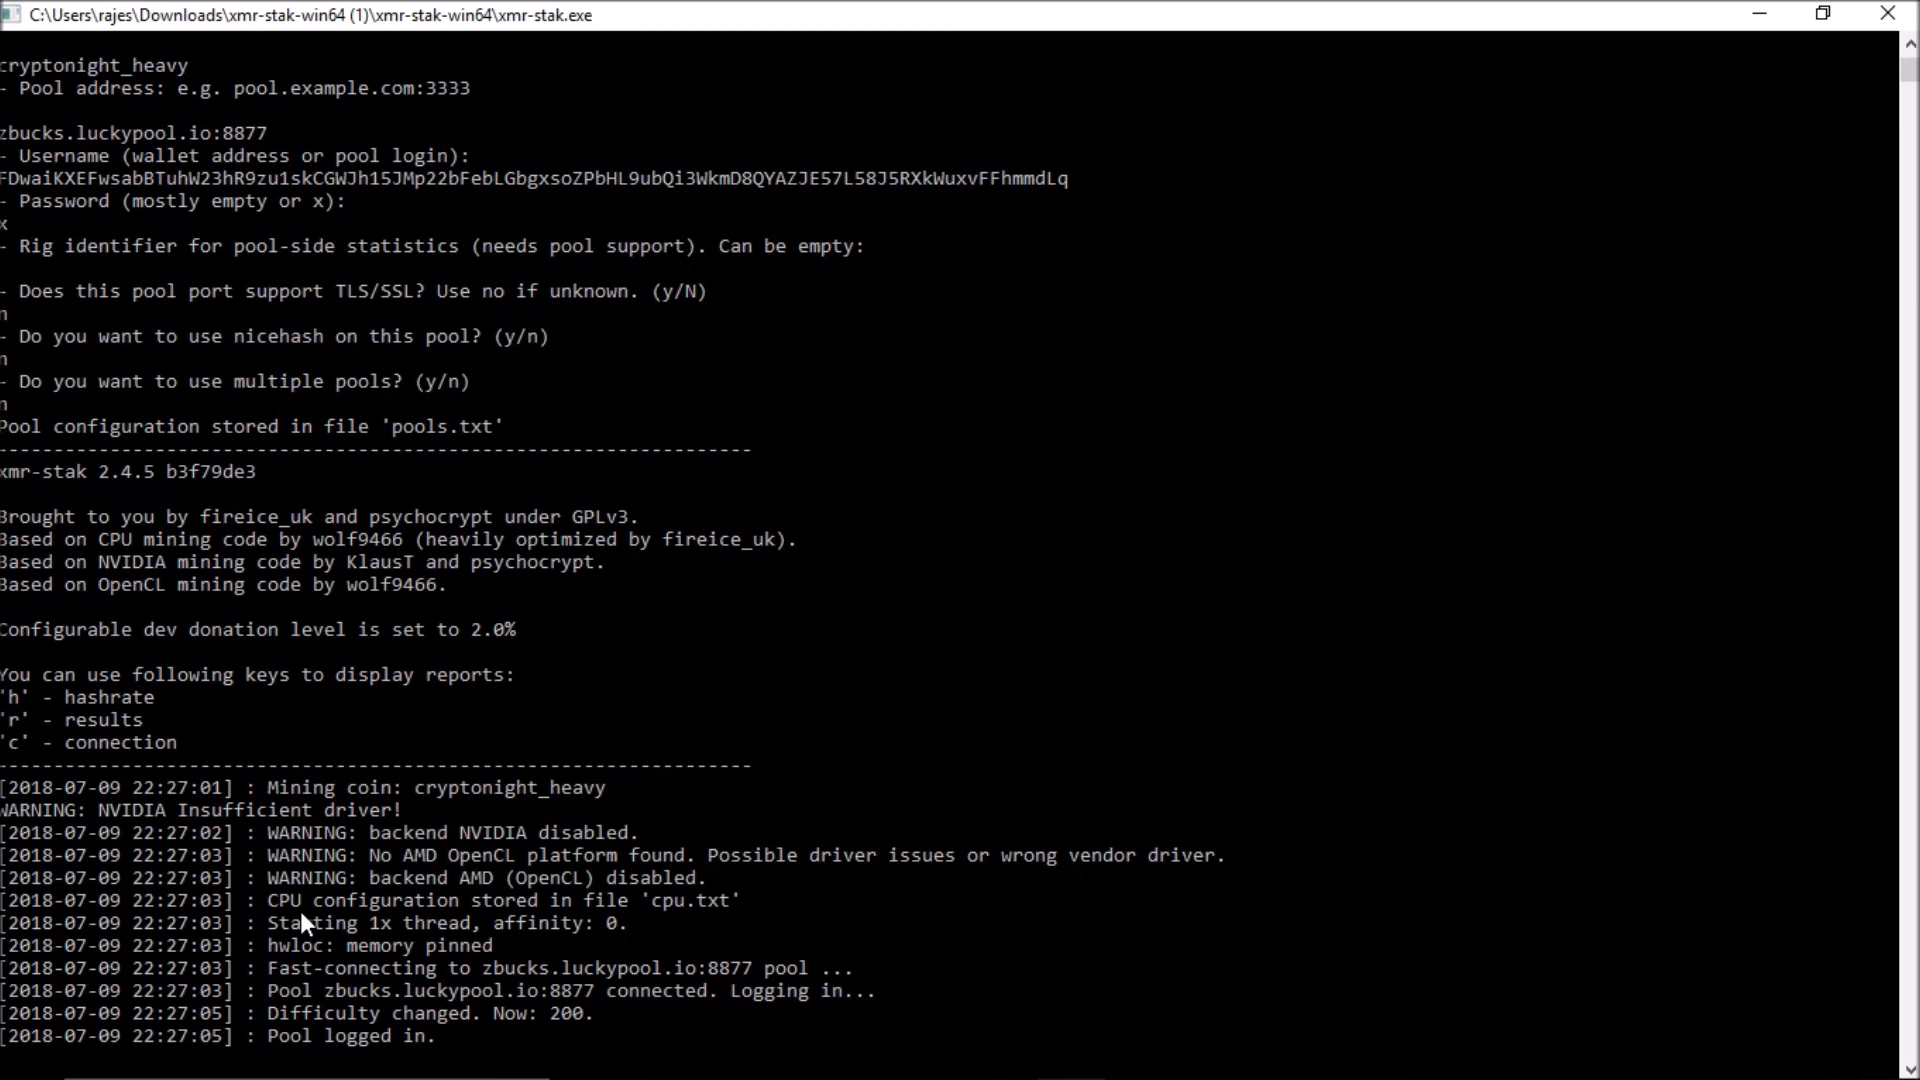 C:\Users\rajes\Downloads\xmr-stak-win64 (1)\xmr-stak-win64\xmr-stak.exe
cryptonight_heavy
- Pool address: e.g. pool.example.com:3333
zbucks.luckypool.io:8877
- Username (wallet address or pool login):
FDwaiKXEFwsabBTuhW23hR9zu1skCGWJh15JMp22bFebLGbgxsoZPbHL9ubQi3WkmD8QYAZJE57L58J5RXkWuxvFFhmmdLq
- Password (mostly empty or x):
x
- Rig identifier for pool-side statistics (needs pool support). Can be empty:
- Does this pool port support TLS/SSL? Use no if unknown. (y/N)
n
- Do you want to use nicehash on this pool? (y/n)
n
- Do you want to use multiple pools? (y/n)
n
Pool configuration stored in file 'pools.txt'
-------------------------------------------------------------------
xmr-stak 2.4.5 b3f79de3
Brought to you by fireice_uk and psychocrypt under GPLv3.
Based on CPU mining code by wolf9466 (heavily optimized by fireice_uk).
Based on NVIDIA mining code by KlausT and psychocrypt.
Based on OpenCL mining code by wolf9466.
Configurable dev donation level is set to 2.0%
You can use following keys to display reports:
'h' - hashrate
'r' - results
'c' - connection
-------------------------------------------------------------------
[2018-07-09 22:27:01] : Mining coin: cryptonight_heavy
WARNING: NVIDIA Insufficient driver!
[2018-07-09 22:27:02] : WARNING: backend NVIDIA disabled.
[2018-07-09 22:27:03] : WARNING: No AMD OpenCL platform found. Possible driver issues or wrong vendor driver.
[2018-07-09 22:27:03] : WARNING: backend AMD (OpenCL) disabled.
[2018-07-09 22:27:03] : CPU configuration stored in file 'cpu.txt'
[2018-07-09 22:27:03] : Starting 1x thread, affinity: 0.
[2018-07-09 22:27:03] : hwloc: memory pinned
[2018-07-09 22:27:03] : Fast-connecting to zbucks.luckypool.io:8877 pool ...
[2018-07-09 22:27:03] : Pool zbucks.luckypool.io:8877 connected. Logging in...
[2018-07-09 22:27:05] : Difficulty changed. Now: 200.
[2018-07-09 22:27:05] : Pool logged in.